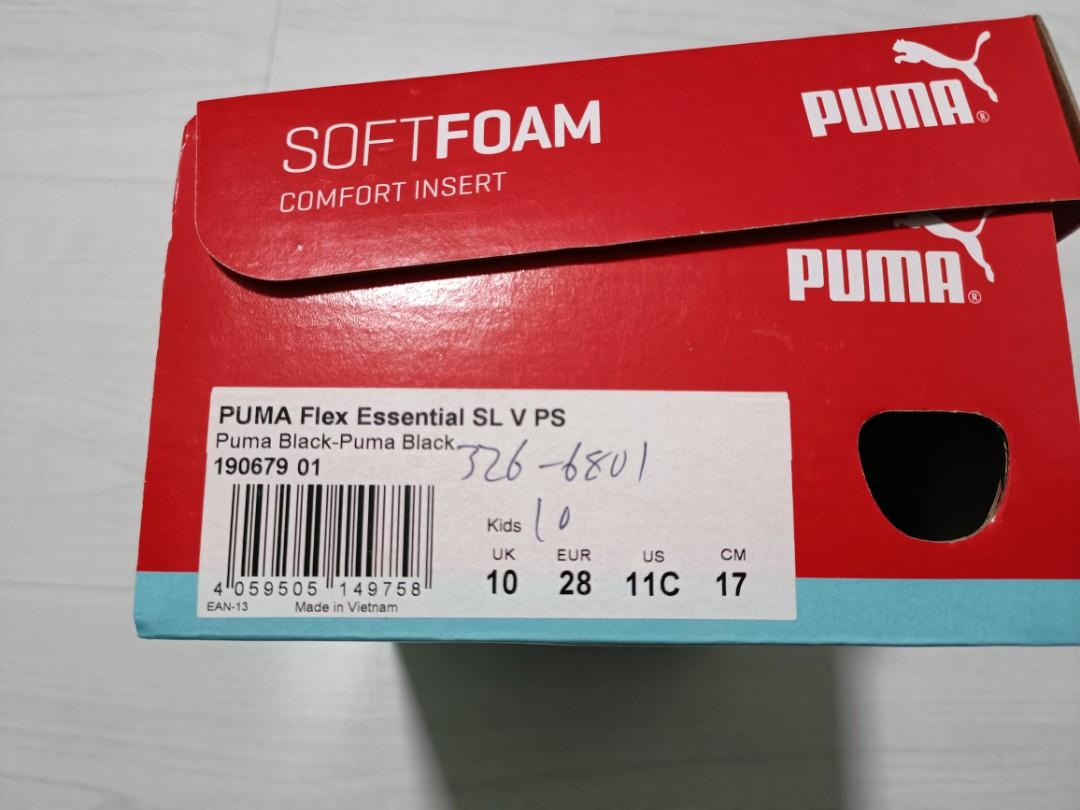 SOFTFOAM
COMFORT INSERT
PUMA®
PUMA®
PUMA Flex Essential SL V PS
Puma Black-Puma Black
326-6801
190679 01
Kids 10
UK EUR US CM
10 28 11C 17
4 059505 149758
EAN-13 Made in Vietnam